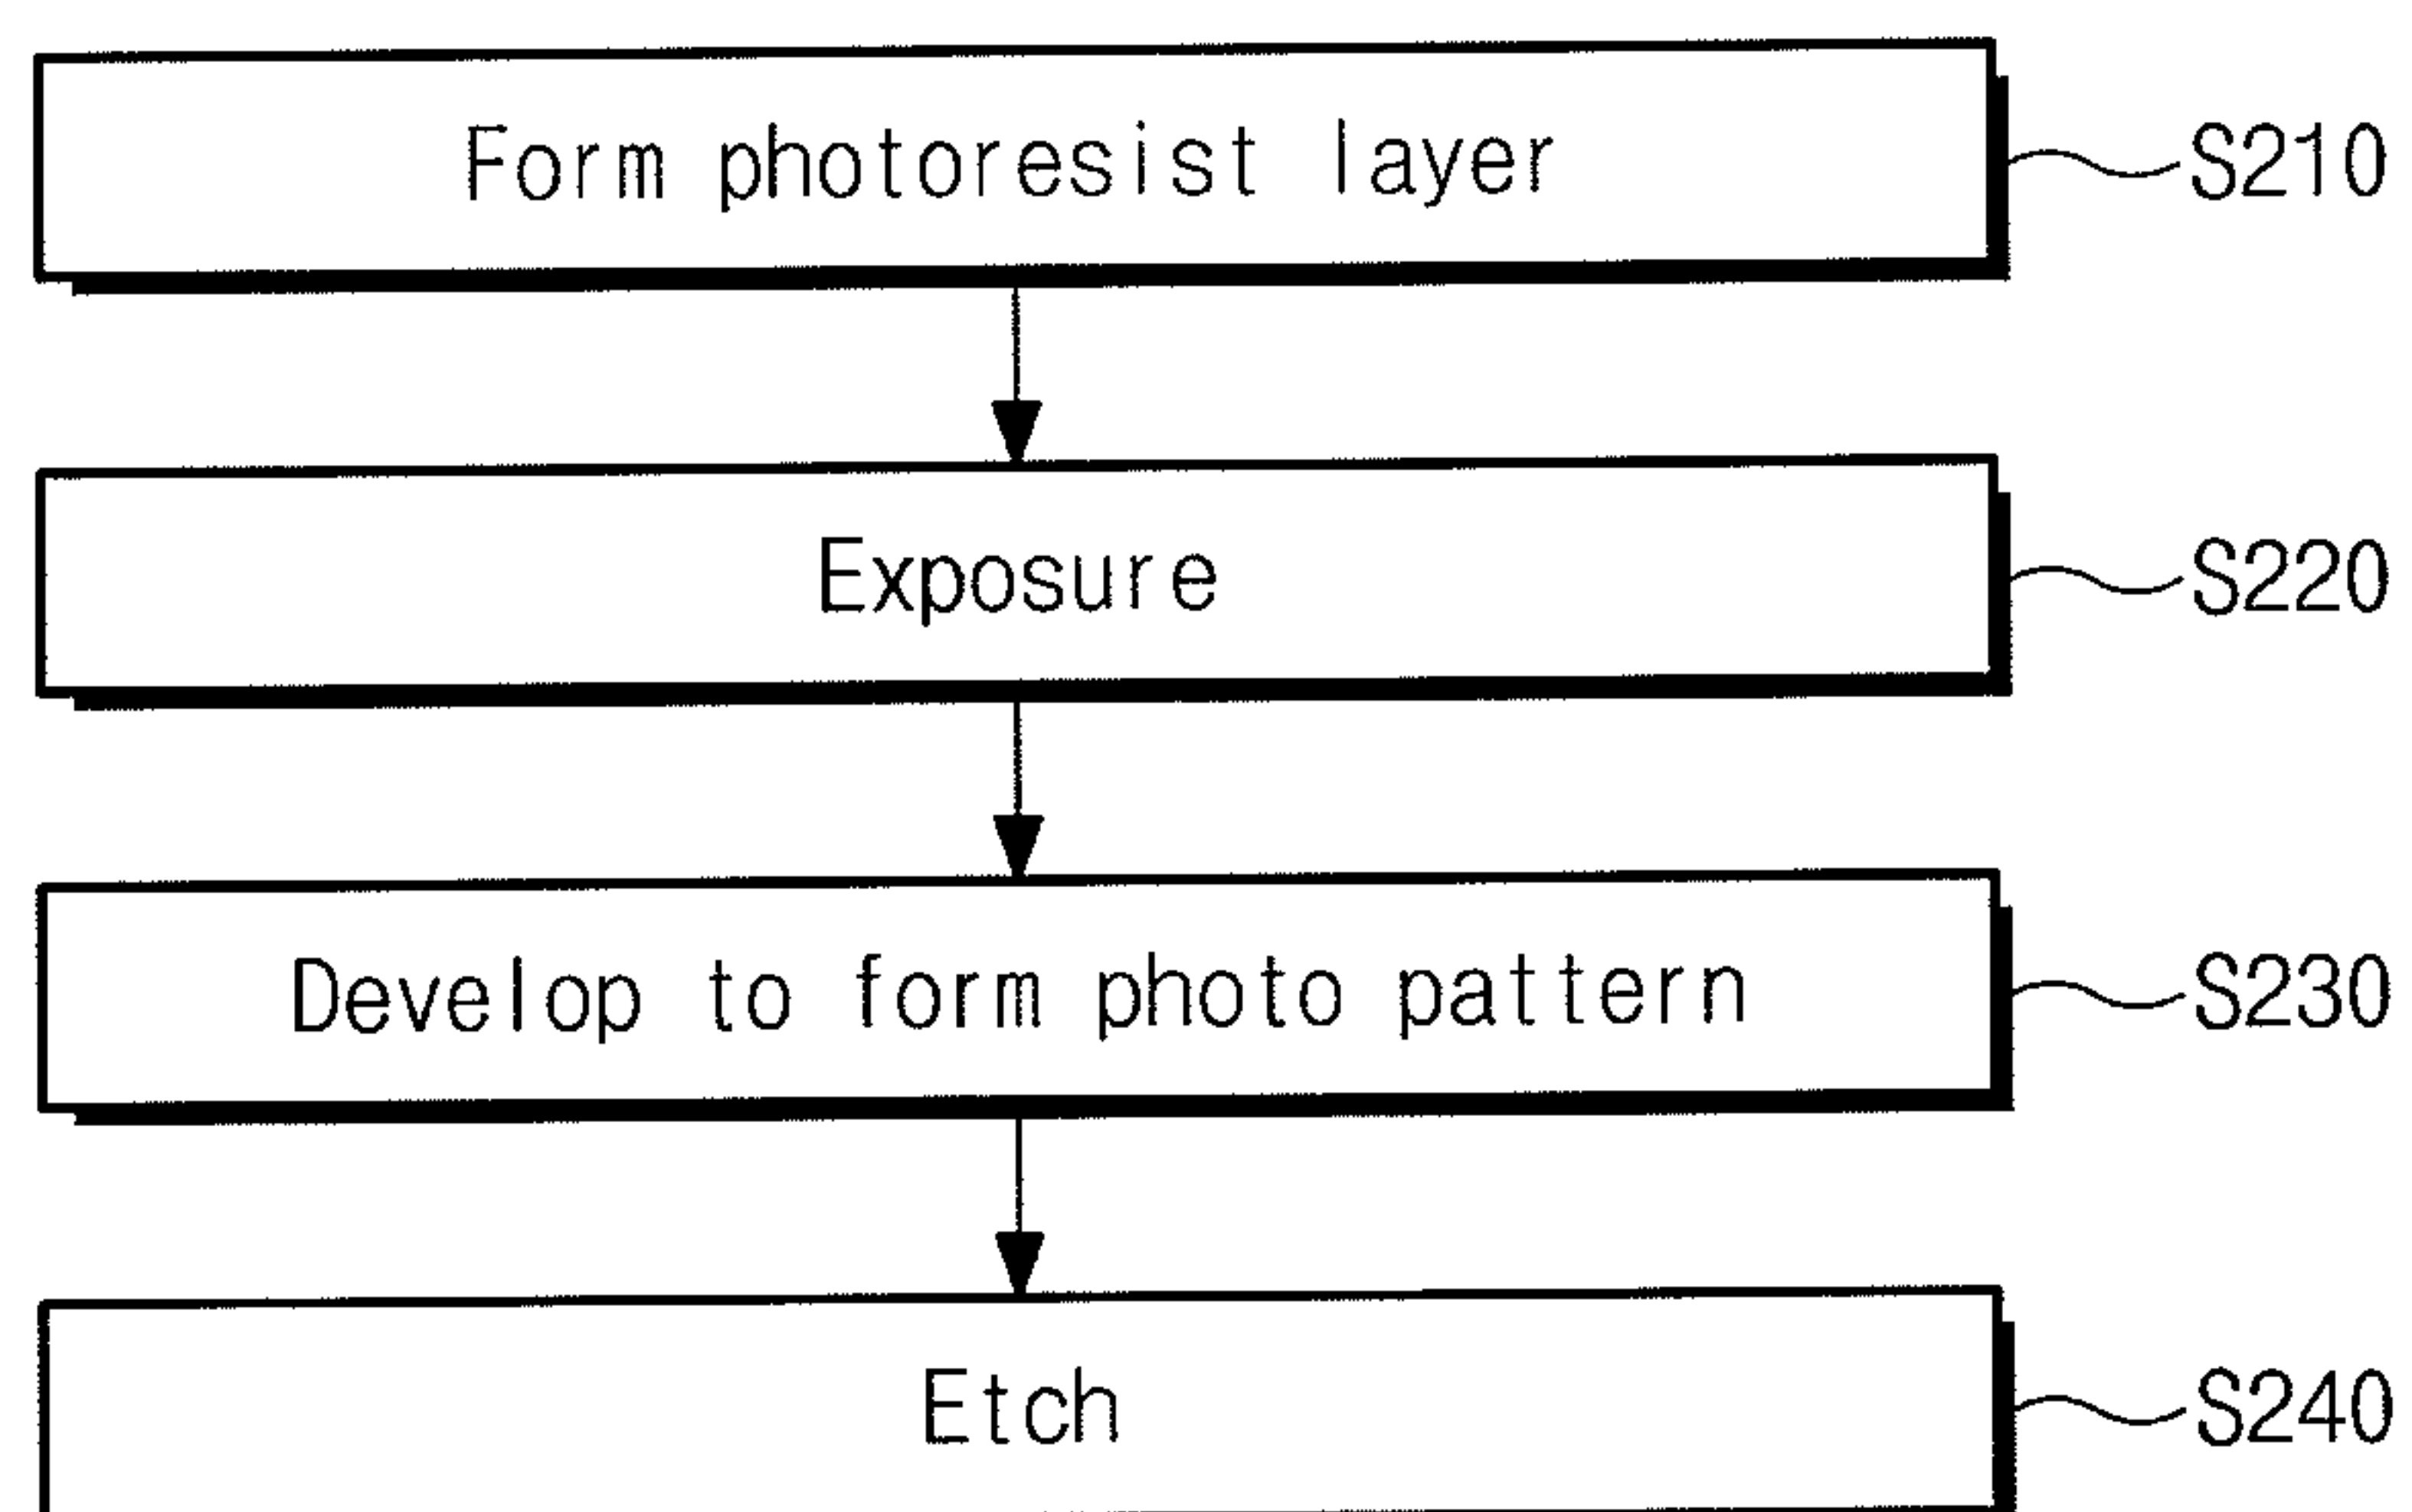 Form photoresist layer S210
Exposure S220
Develop to form photo pattern S230
Etch S240